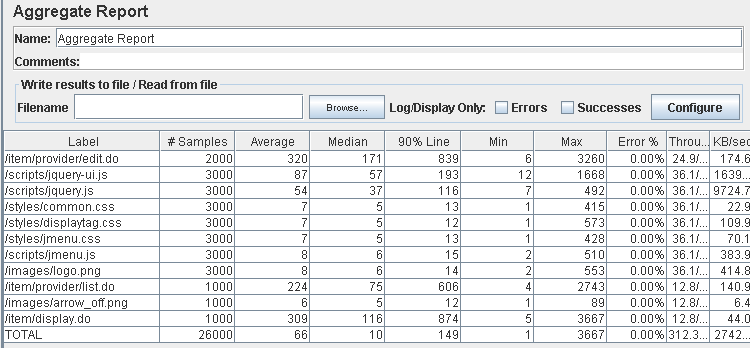 Aggregate Report
Name: Aggregate Report
Comments:
Write results to file / Read from file
Filename Browse... Log/Display Only: Errors Successes Configure
Label # Samples Average Median 90% Line Min Max Error % Throu... KB/sec
/item/provider/edit.do 2000 320 171 839 6 3260 0.00% 24.9/... 174.6
/scripts/jquery-ui.js 3000 87 57 193 12 1668 0.00% 36.1/... 1639...
/scripts/jquery.js 3000 54 37 116 7 492 0.00% 36.1/... 9724.7
/styles/common.css 3000 7 5 13 1 415 0.00% 36.1/... 22.9
/styles/displaytag.css 3000 7 5 12 1 573 0.00% 36.1/... 109.9
/styles/jmenu.css 3000 7 5 13 1 428 0.00% 36.1/... 70.1
/scripts/jmenu.js 3000 8 6 15 2 510 0.00% 36.1/... 383.9
/images/logo.png 3000 8 6 14 2 553 0.00% 36.1/... 414.8
/item/provider/list.do 1000 224 75 606 4 2743 0.00% 12.8/... 140.9
/images/arrow_off.png 1000 6 5 12 1 89 0.00% 12.8/... 6.4
/item/display.do 1000 309 116 874 5 3667 0.00% 12.8/... 44.0
TOTAL 26000 66 10 149 1 3667 0.00% 312.3... 2742...